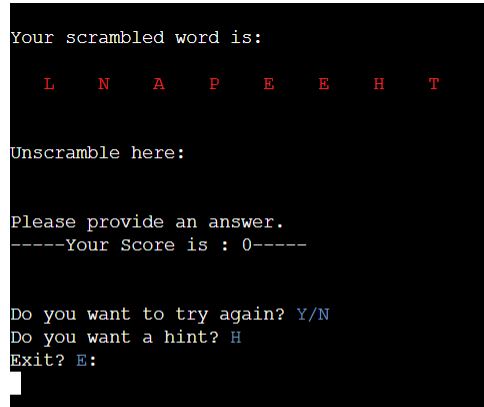 Your scrambled word is:
L N A P E E H T
Unscramble here:
Please provide an answer.
-----Your Score is : 0-----
Do you want to try again? Y/N
Do you want a hint? H
Exit? E: